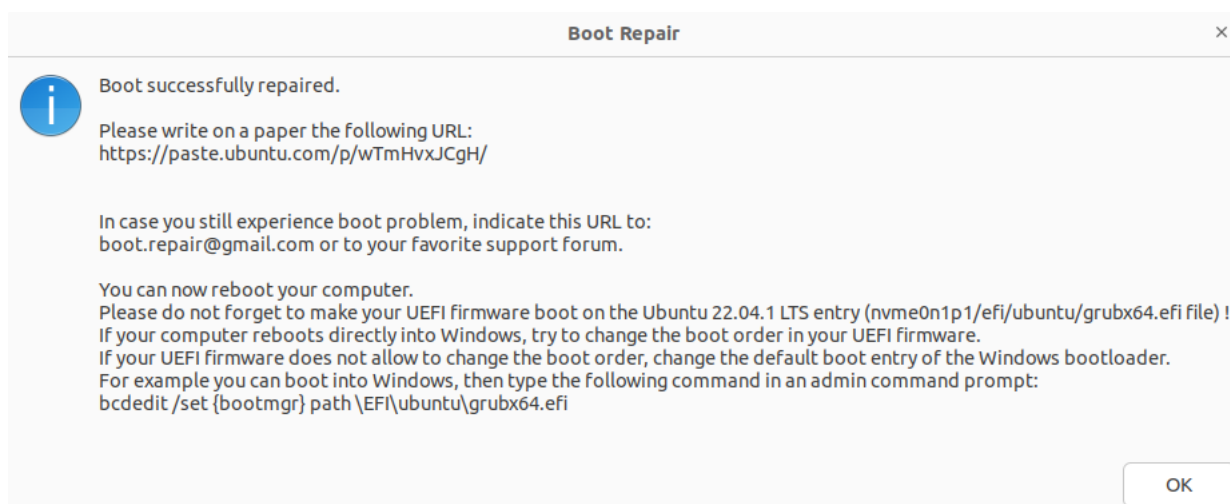 Boot Repair
Boot successfully repaired.
Please write on a paper the following URL:
https://paste.ubuntu.com/p/wTmHvxJCgH/
In case you still experience boot problem, indicate this URL to:
boot.repair@gmail.com or to your favorite support forum.
You can now reboot your computer.
Please do not forget to make your UEFI firmware boot on the Ubuntu 22.04.1 LTS entry (nvme0n1p1/efi/ubuntu/grubx64.efi file) !
If your computer reboots directly into Windows, try to change the boot order in your UEFI firmware.
If your UEFI firmware does not allow to change the boot order, change the default boot entry of the Windows bootloader.
For example you can boot into Windows, then type the following command in an admin command prompt:
bcdedit /set {bootmgr} path \EFI\ubuntu\grubx64.efi
OK